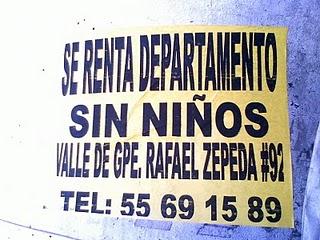 SE RENTA DEPARTAMENTO
SIN NIÑOS
VALLE DE GPE. RAFAEL ZEPEDA #92
TEL: 55 69 15 89